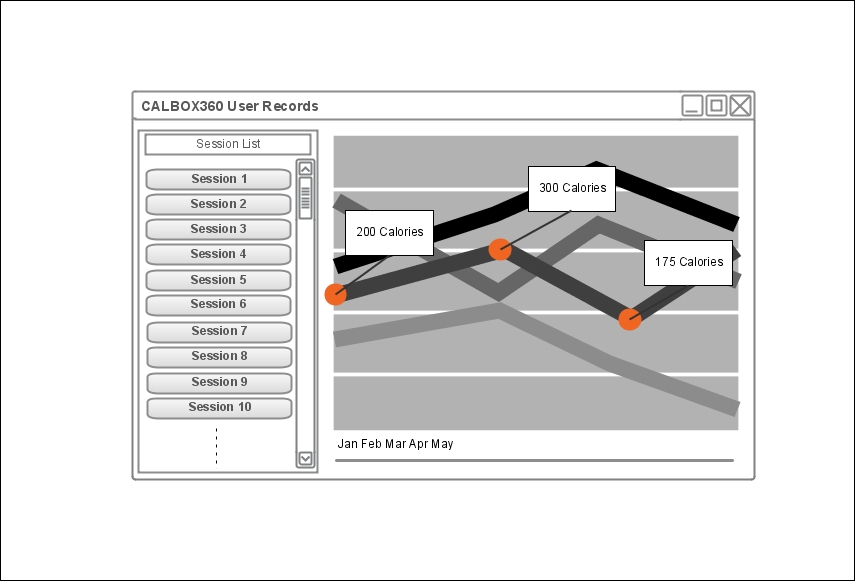 CALBOX360 User Records
Session List
Session 1
Session 2
Session 3
Session 4
Session 5
Session 6
Session 7
Session 8
Session 9
Session 10
300 Calories
200 Calories
175 Calories
Jan Feb Mar Apr May